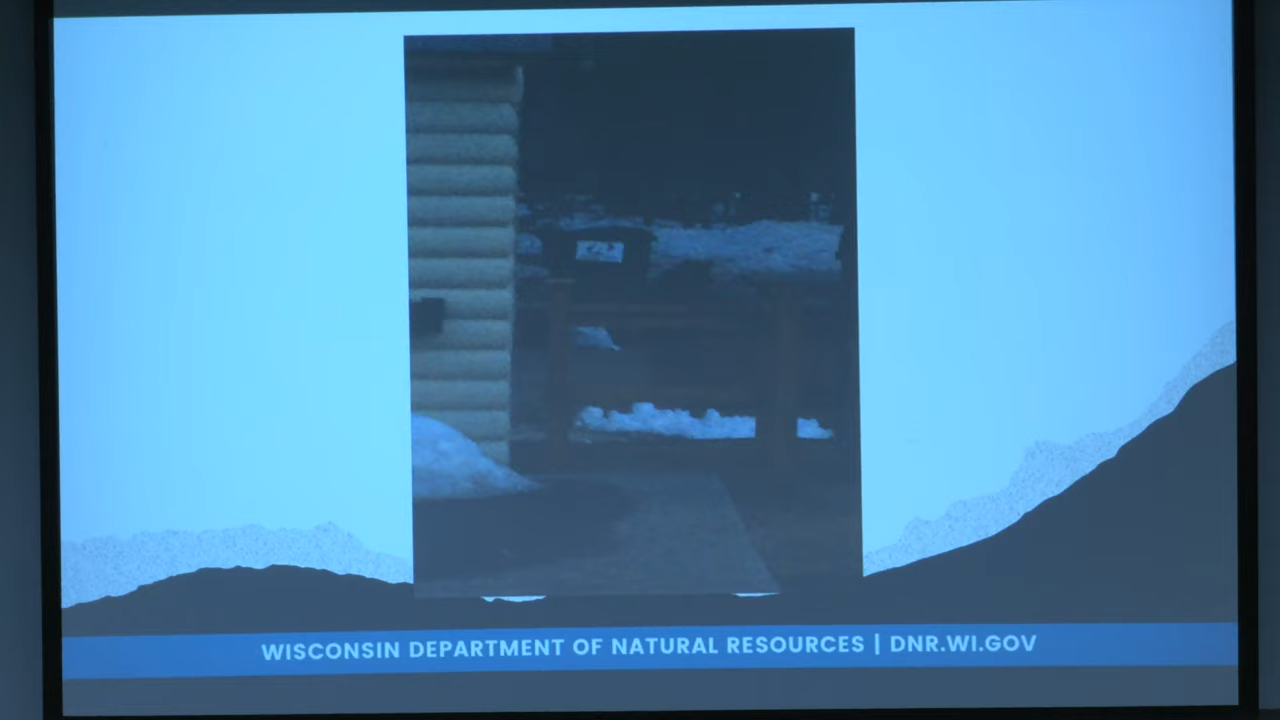 WISCONSIN DEPARTMENT OF NATURAL RESOURCES | DNR.WI.GOV